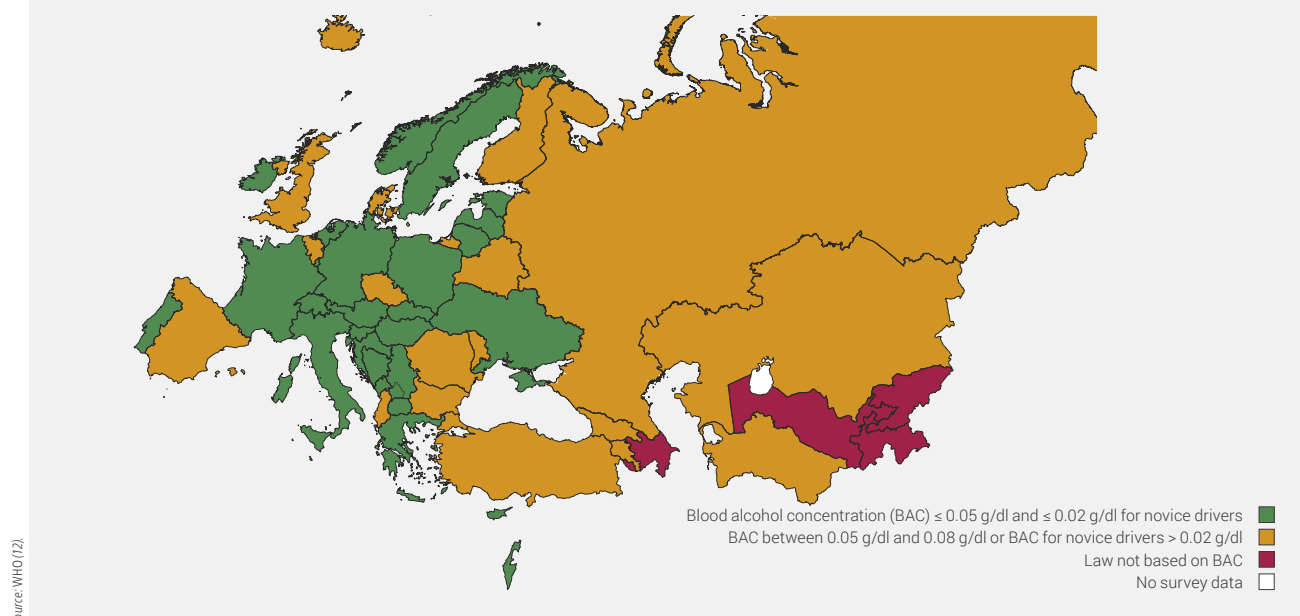 Blood alcohol concentration (BAC) ≤ 0.05 g/dl and ≤ 0.02 g/dl for novice drivers
BAC between 0.05 g/dl and 0.08 g/dl or BAC for novice drivers > 0.02 g/dl
Law not based on BAC
No survey data
urce: WHO (12).